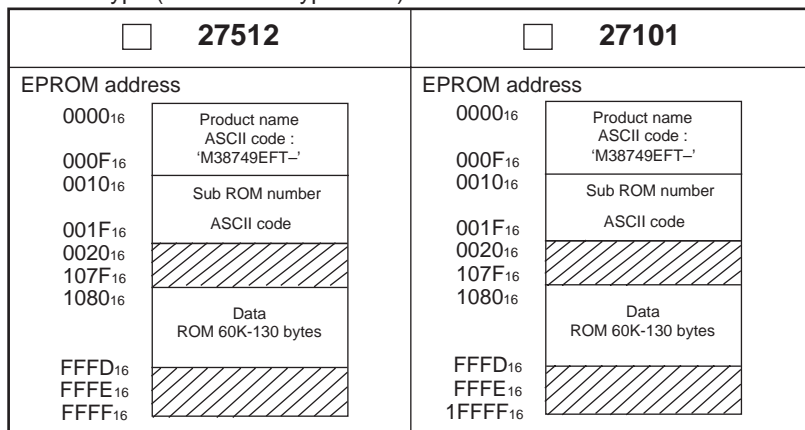 27512
EPROM address
0000₁₆
Product name
ASCII code :
‘M38749EFT–’
000F₁₆
0010₁₆
Sub ROM number
ASCII code
001F₁₆
0020₁₆
107F₁₆
1080₁₆
Data
ROM 60K-130 bytes
FFFD₁₆
FFFE₁₆
FFFF₁₆
27101
EPROM address
0000₁₆
Product name
ASCII code :
‘M38749EFT–’
000F₁₆
0010₁₆
Sub ROM number
ASCII code
001F₁₆
0020₁₆
107F₁₆
1080₁₆
Data
ROM 60K-130 bytes
FFFD₁₆
FFFE₁₆
1FFFF₁₆